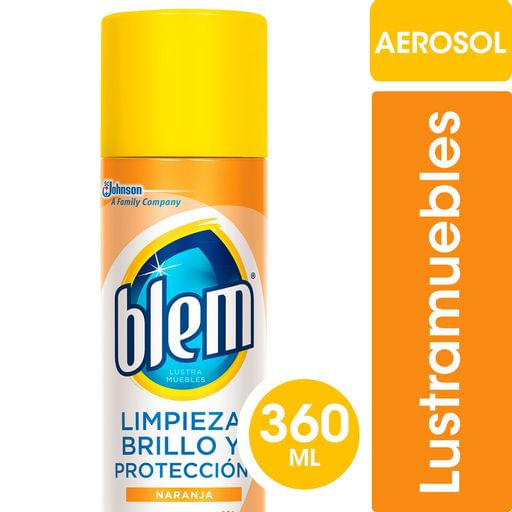 AEROSOL
Lustramuebles
SC Johnson
A Family Company
blem®
LUSTRA
MUEBLES
LIMPIEZA
BRILLO Y
PROTECCIÓN
NARANJA
360
ML